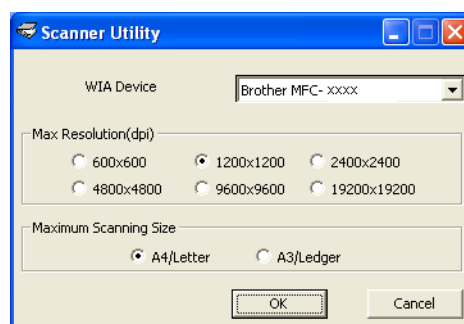 Scanner Utility
WIA Device Brother MFC- XXXX
Max Resolution(dpi)
600x600 1200x1200 2400x2400
4800x4800 9600x9600 19200x19200
Maximum Scanning Size
A4/Letter A3/Ledger
OK Cancel